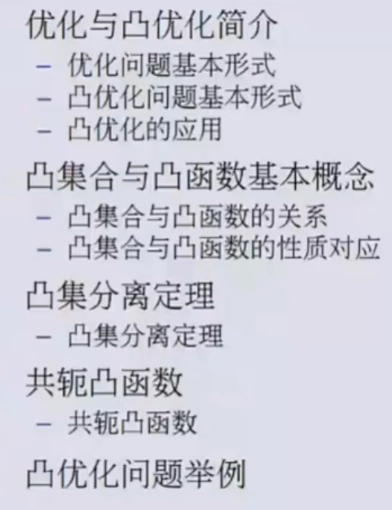 优化与凸优化简介
– 优化问题基本形式
– 凸优化问题基本形式
– 凸优化的应用
凸集合与凸函数基本概念
– 凸集合与凸函数的关系
– 凸集合与凸函数的性质对应
凸集分离定理
– 凸集分离定理
共轭凸函数
– 共轭凸函数
凸优化问题举例